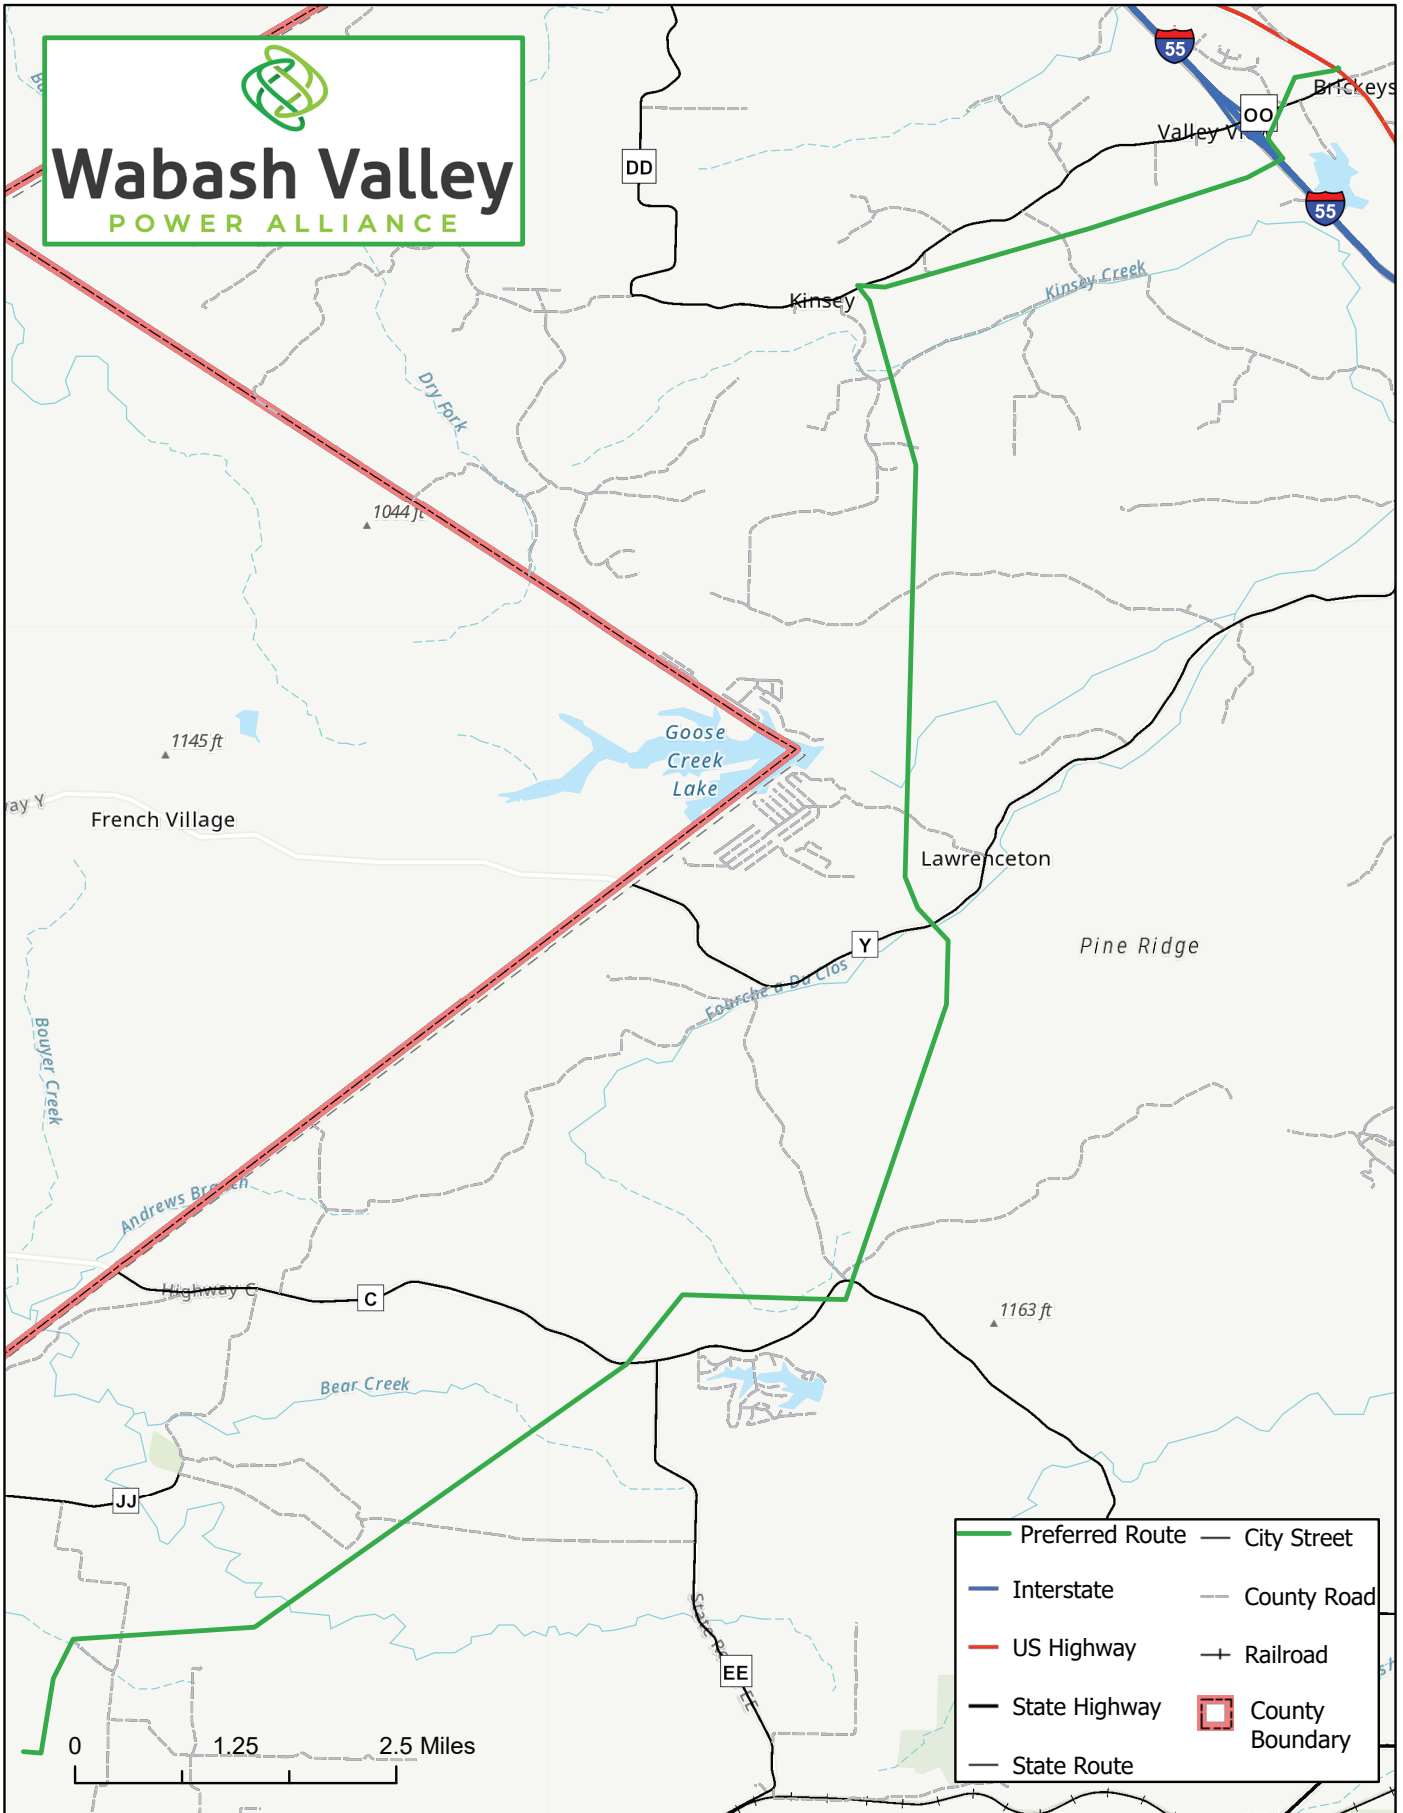 Wabash Valley
POWER ALLIANCE
55
OO
Brickeys
Valley Vi
55
DD
Kinsey Creek
Kinsey
Dry Fork
1044 ft
Goose
Creek
Lake
1145 ft
way Y
French Village
Lawrenceton
Y
Pine Ridge
Fourche a Du Clos
Bouyer Creek
Andrews Branch
Highway C
C
1163 ft
Bear Creek
JJ
EE
Preferred Route
Interstate
US Highway
State Highway
State Route
City Street
County Road
Railroad
County
Boundary
0 1.25 2.5 Miles